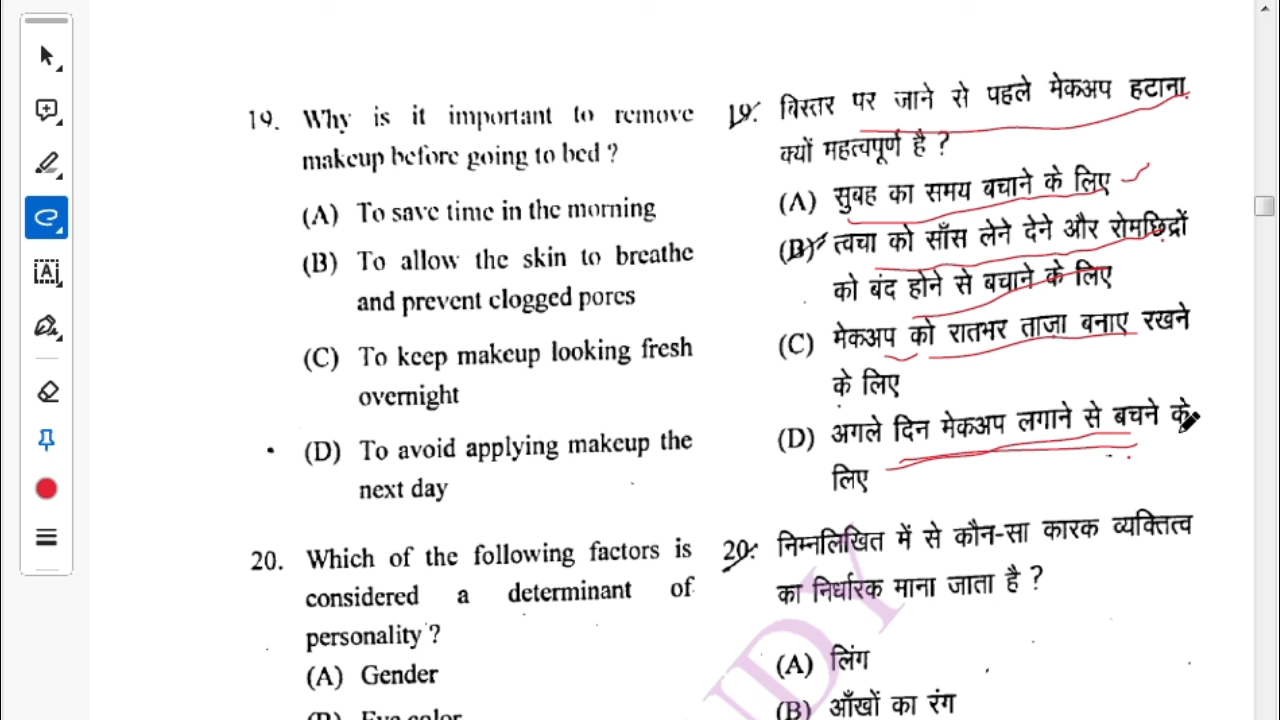 19. Why is it important to remove
makeup before going to bed ?
(A) To save time in the morning
(B) To allow the skin to breathe
and prevent clogged pores
(C) To keep makeup looking fresh
overnight
(D) To avoid applying makeup the
next day
20. Which of the following factors is
considered a determinant of
personality ?
(A) Gender
(B) Eye color
19. बिस्तर पर जाने से पहले मेकअप हटाना
क्यों महत्वपूर्ण है ?
(A) सुबह का समय बचाने के लिए
(B) त्वचा को साँस लेने देने और रोमछिद्रों
को बंद होने से बचाने के लिए
(C) मेकअप को रातभर ताजा बनाए रखने
के लिए
(D) अगले दिन मेकअप लगाने से बचने के
लिए
20. निम्नलिखित में से कौन-सा कारक व्यक्तित्व
का निर्धारक माना जाता है ?
(A) लिंग
(B) आँखों का रंग